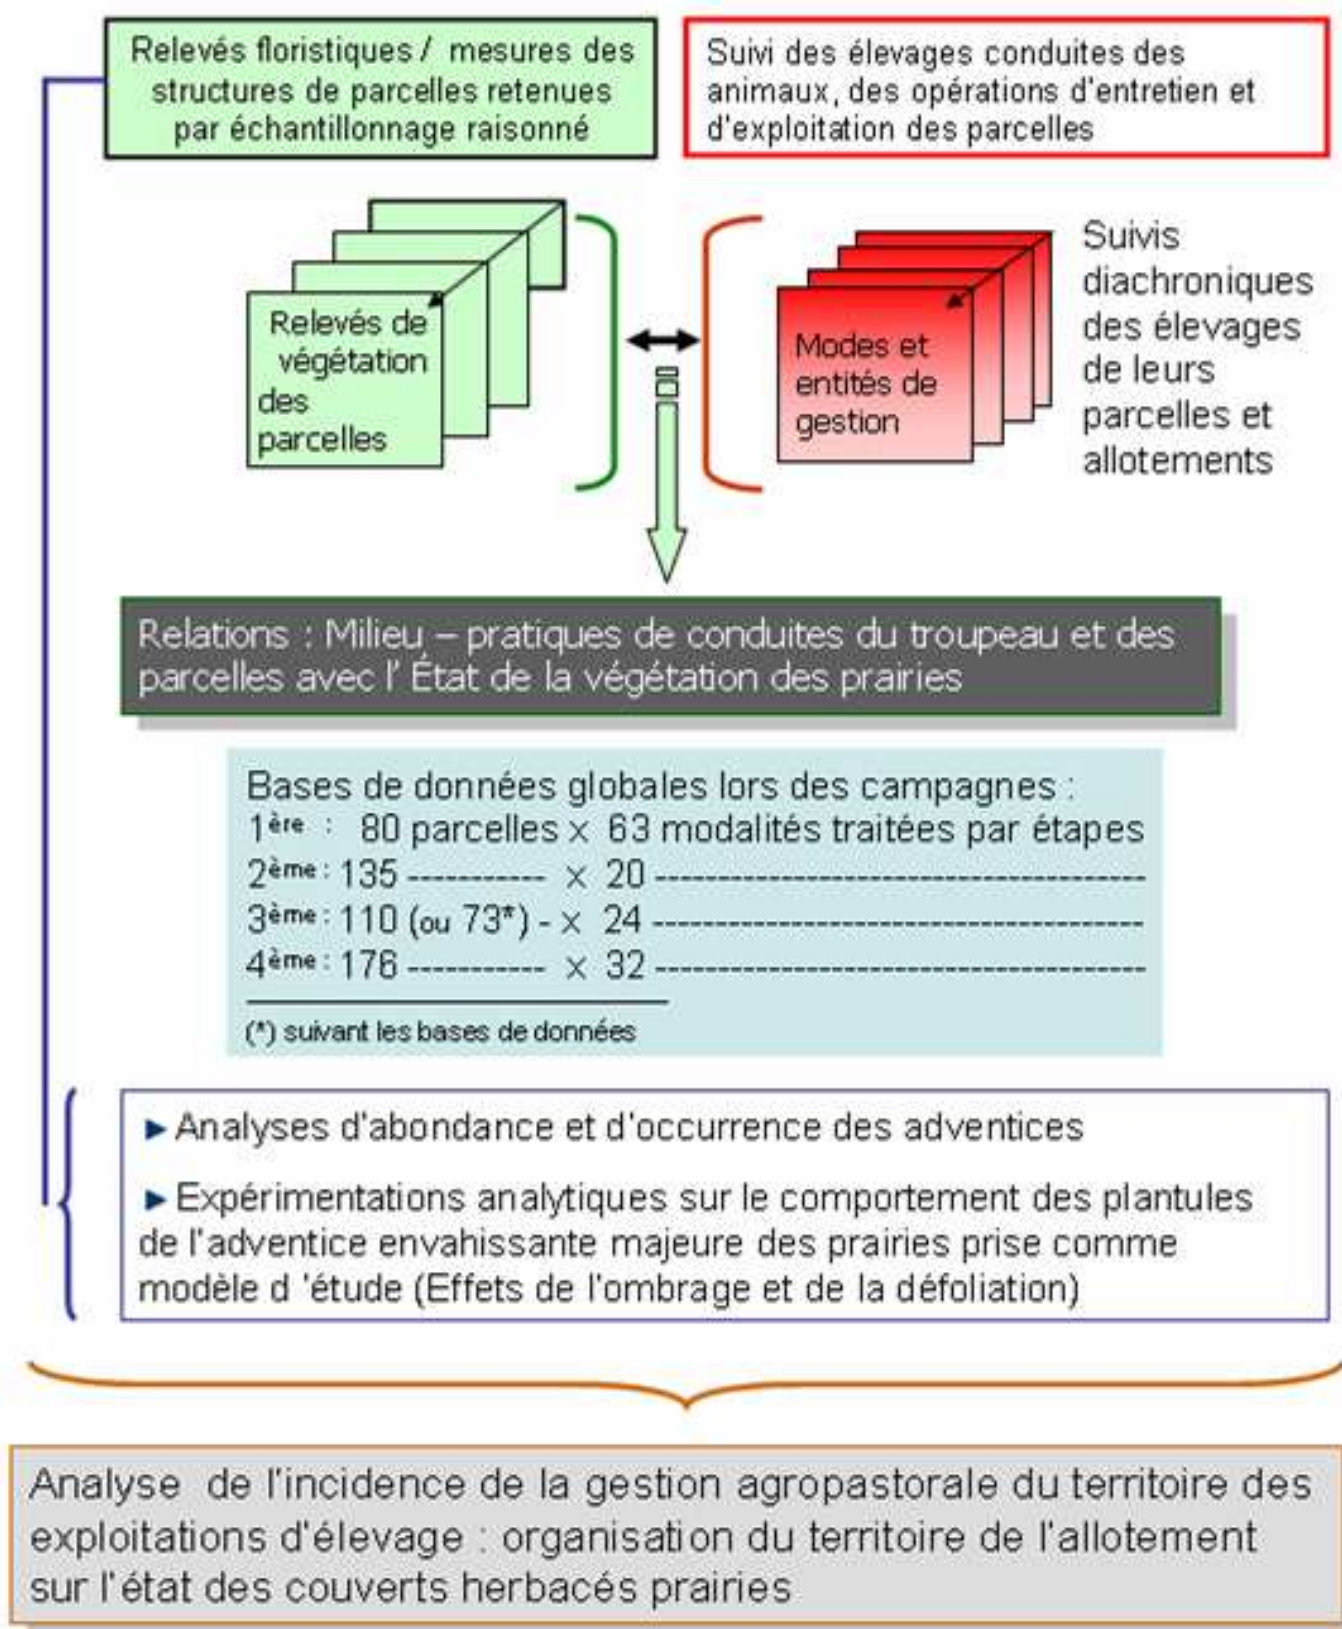 Relevés floristiques / mesures des
structures de parcelles retenues
par échantillonnage raisonné
Suivi des élevages conduites des
animaux, des opérations d'entretien et
d'exploitation des parcelles
Relevés de
végétation
des
parcelles
Modes et
entités de
gestion
Suivis
diachroniques
des élevages
de leurs
parcelles et
allotements
Relations : Milieu – pratiques de conduites du troupeau et des
parcelles avec l' État de la végétation des prairies
Bases de données globales lors des campagnes :
1ère : 80 parcelles × 63 modalités traitées par étapes
2ème : 135 ----------- × 20 ---------------------------------------
3ème : 110 (ou 73*) - × 24 ---------------------------------------
4ème : 176 ----------- × 32 ---------------------------------------
(*) suivant les bases de données
► Analyses d'abondance et d'occurrence des adventices
► Expérimentations analytiques sur le comportement des plantules
de l'adventice envahissante majeure des prairies prise comme
modèle d 'étude (Effets de l'ombrage et de la défoliation)
Analyse de l'incidence de la gestion agropastorale du territoire des
exploitations d'élevage : organisation du territoire de l'allotement
sur l'état des couverts herbacés prairies